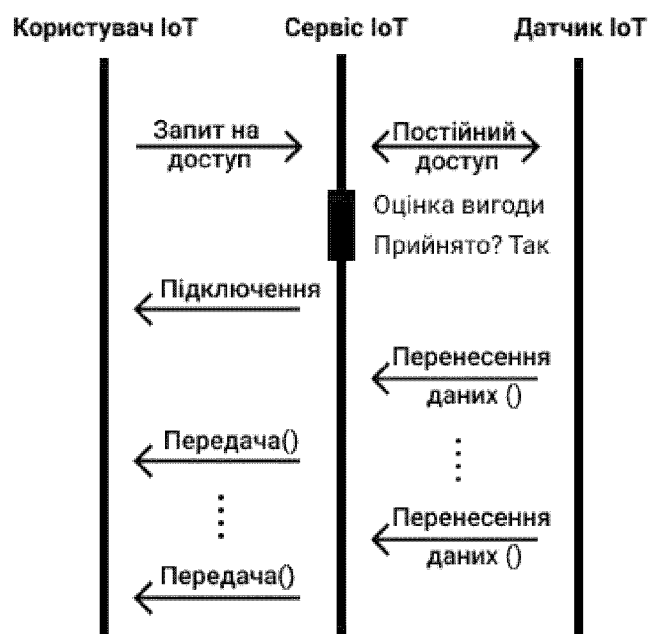 Користувач IoT
Сервіс IoT
Датчик IoT
Запит на
доступ
Постійний
доступ
Оцінка вигоди
Прийнято? Так
Підключення
Перенесення
даних ()
Передача()
Перенесення
даних ()
Передача()